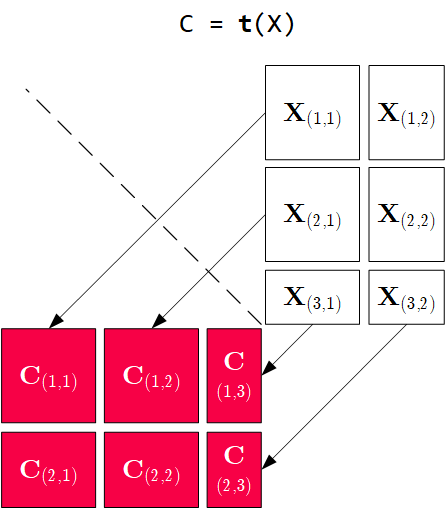 C = t(X)
X(1,1) X(1,2)
X(2,1) X(2,2)
X(3,1) X(3,2)
C(1,1) C(1,2) C
(1,3)
C(2,1) C(2,2) C
(2,3)